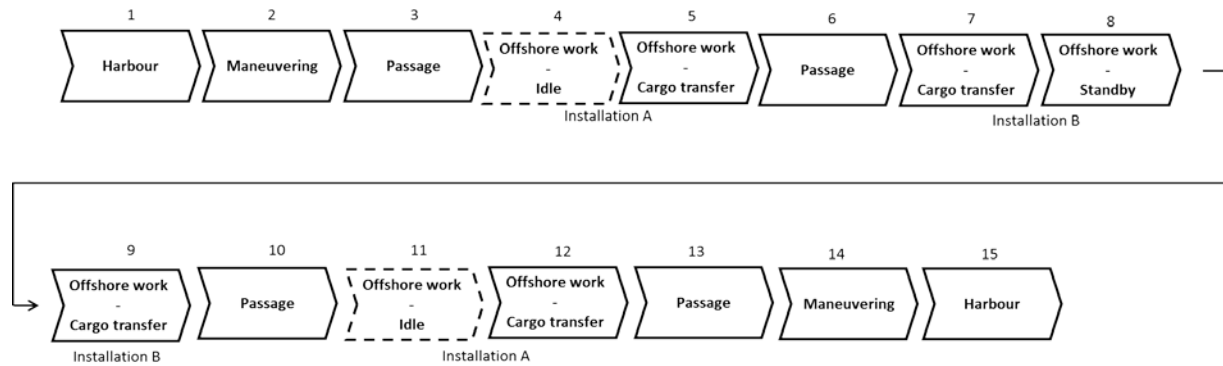 1 2 3 4 5 6 7 8
Harbour
Maneuvering
Passage
Offshore work
-
Idle
Offshore work
-
Cargo transfer
Passage
Offshore work
-
Cargo transfer
Offshore work
-
Standby
Installation A
Installation B
9 10 11 12 13 14 15
Offshore work
-
Cargo transfer
Passage
Offshore work
-
Idle
Offshore work
-
Cargo transfer
Passage
Maneuvering
Harbour
Installation B
Installation A